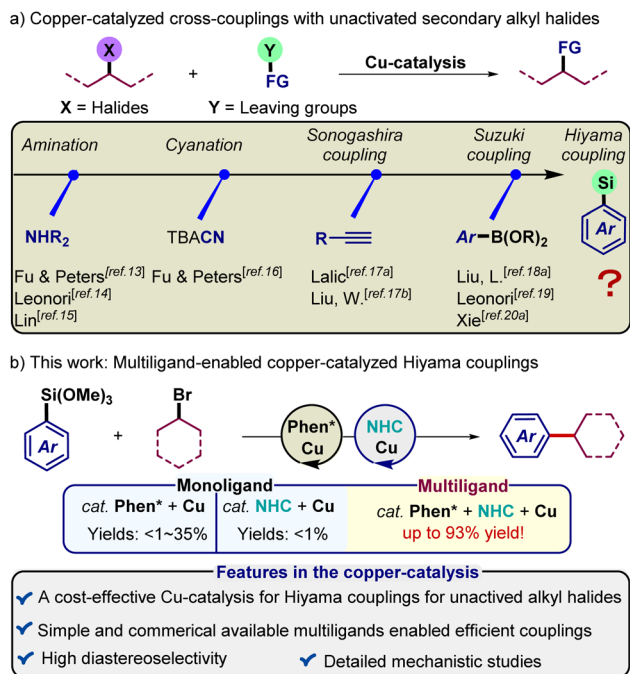 a) Copper-catalyzed cross-couplings with unactivated secondary alkyl halides
X
Y
FG
+
FG
Cu-catalysis
X = Halides
Y = Leaving groups
Amination
Cyanation
Sonogashira coupling
Suzuki coupling
Hiyama coupling
NHR2
TBACN
R
Ar–B(OR)2
Si
Ar
Fu & Peters[ref.13]
Leonori[ref.14]
Lin[ref.15]
Fu & Peters[ref.16]
Lalic[ref.17a]
Liu, W.[ref.17b]
Liu, L.[ref.18a]
Leonori[ref.19]
Xie[ref.20a]
?
b) This work: Multiligand-enabled copper-catalyzed Hiyama couplings
Si(OMe)3
Br
Ar
+
Phen*
Cu
NHC
Cu
Ar
Monoligand
Multiligand
cat. Phen* + Cu
cat. NHC + Cu
cat. Phen* + NHC + Cu
Yields: <1~35%
Yields: <1%
up to 93% yield!
Features in the copper-catalysis
A cost-effective Cu-catalysis for Hiyama couplings for unactived alkyl halides
Simple and commerical available multiligands enabled efficient couplings
High diastereoselectivity
Detailed mechanistic studies